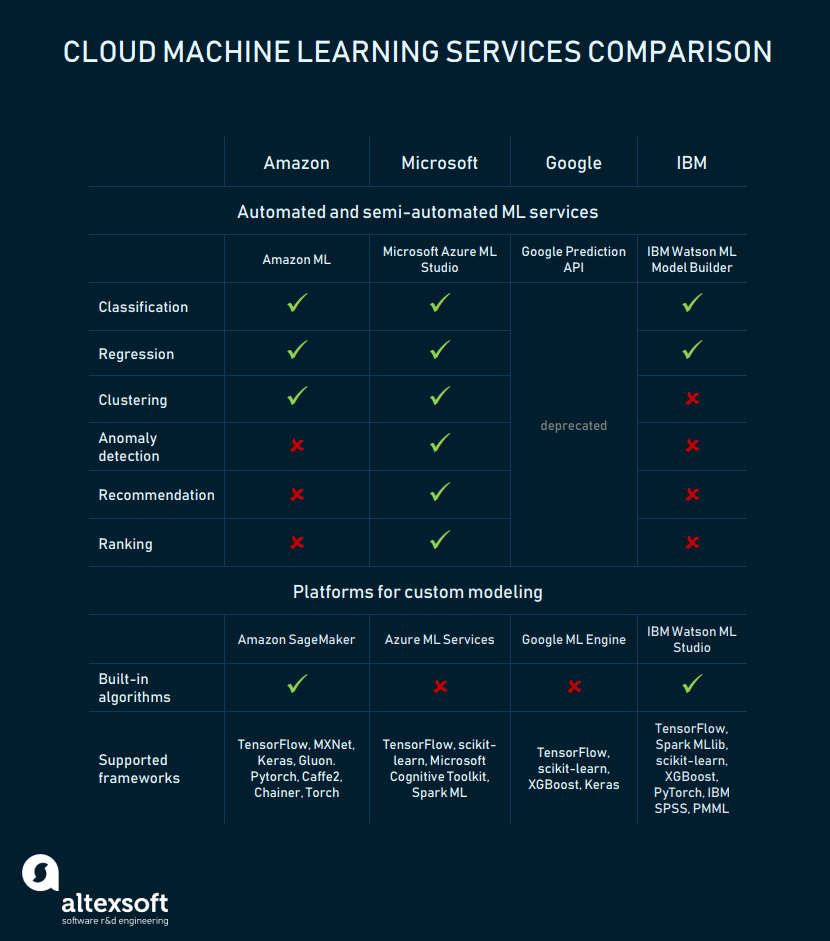 CLOUD MACHINE LEARNING SERVICES COMPARISON
Amazon
Microsoft
Google
IBM
Automated and semi-automated ML services
Amazon ML
Microsoft Azure ML
Studio
Google Prediction
API
IBM Watson ML
Model Builder
Classification
Regression
Clustering
deprecated
Anomaly
detection
Recommendation
Ranking
Platforms for custom modeling
Amazon SageMaker
Azure ML Services
Google ML Engine
IBM Watson ML
Studio
Built-in
algorithms
Supported
frameworks
TensorFlow, MXNet,
Keras, Gluon.
Pytorch, Caffe2,
Chainer, Torch
TensorFlow, scikit-
learn, Microsoft
Cognitive Toolkit,
Spark ML
TensorFlow,
scikit-learn,
XGBoost, Keras
TensorFlow,
Spark MLlib,
scikit-learn,
XGBoost,
PyTorch, IBM
SPSS, PMML
altexsoft
software r&d engineering